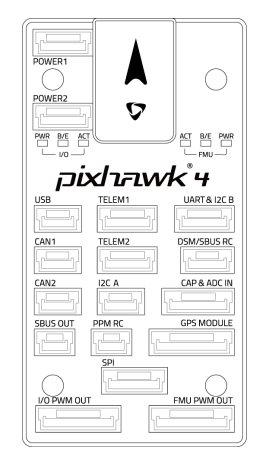 POWER1
POWER2
PWR B/E ACT ACT B/E PWR
I/O FMU
pixhawk® 4
USB TELEM1 UART & I2C B
CAN1 TELEM2 DSM/SBUS RC
CAN2 I2C A CAP & ADC IN
SBUS OUT PPM RC GPS MODULE
SPI
I/O PWM OUT FMU PWM OUT